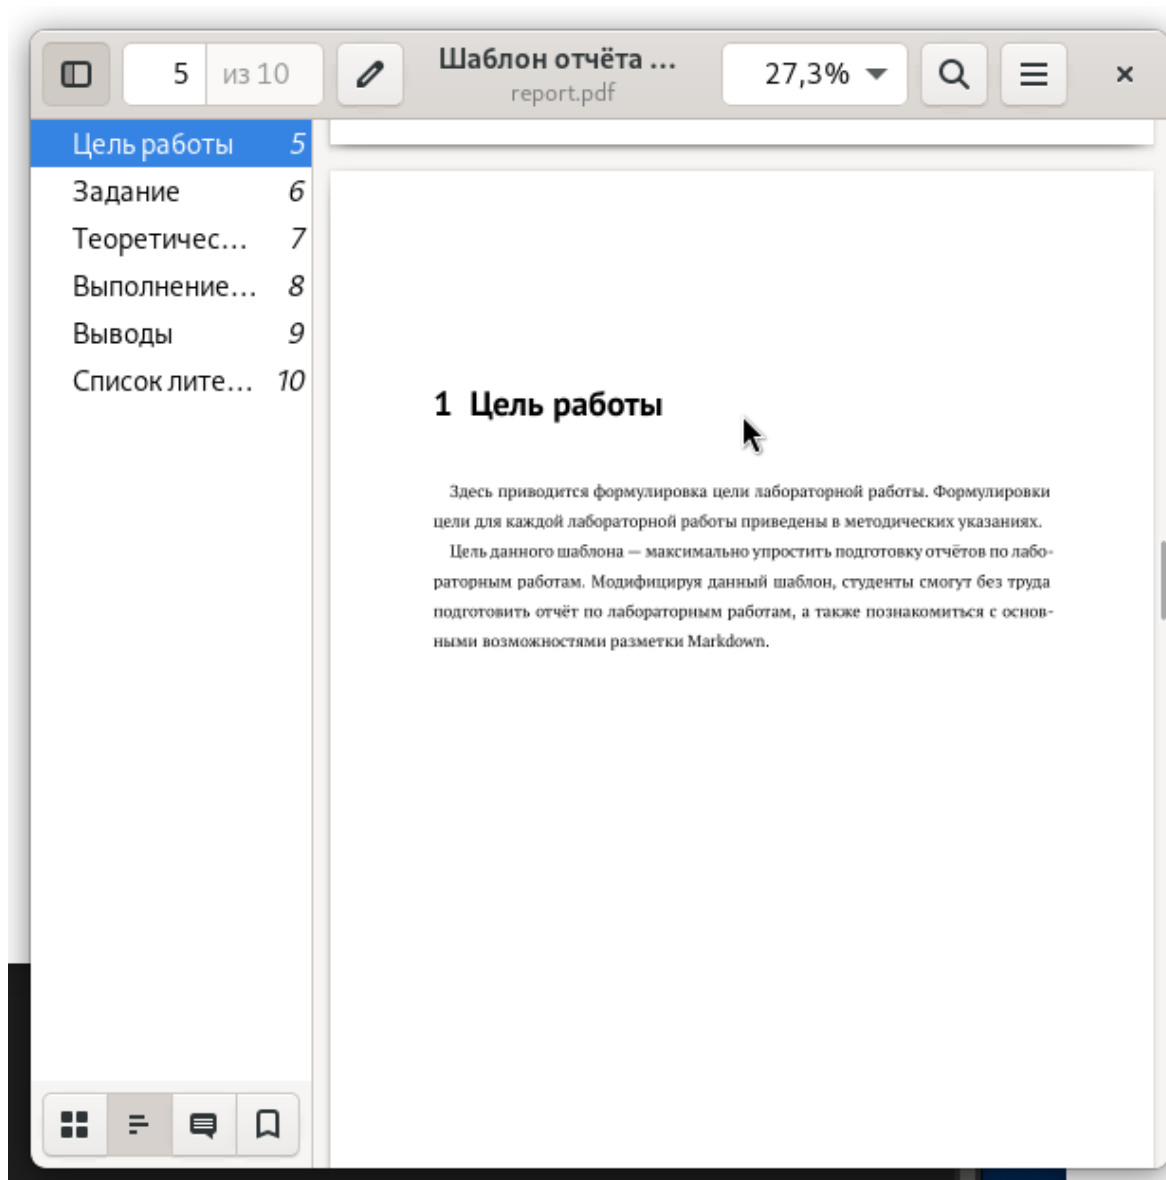 5 из 10
Шаблон отчёта ...
report.pdf
27,3%
Цель работы 5
Задание 6
Теоретичес... 7
Выполнение... 8
Выводы 9
Список лите... 10
1 Цель работы
Здесь приводится формулировка цели лабораторной работы. Формулировки
цели для каждой лабораторной работы приведены в методических указаниях.
Цель данного шаблона — максимально упростить подготовку отчётов по лабо-
раторным работам. Модифицируя данный шаблон, студенты смогут без труда
подготовить отчёт по лабораторным работам, а также познакомиться с основ-
ными возможностями разметки Markdown.